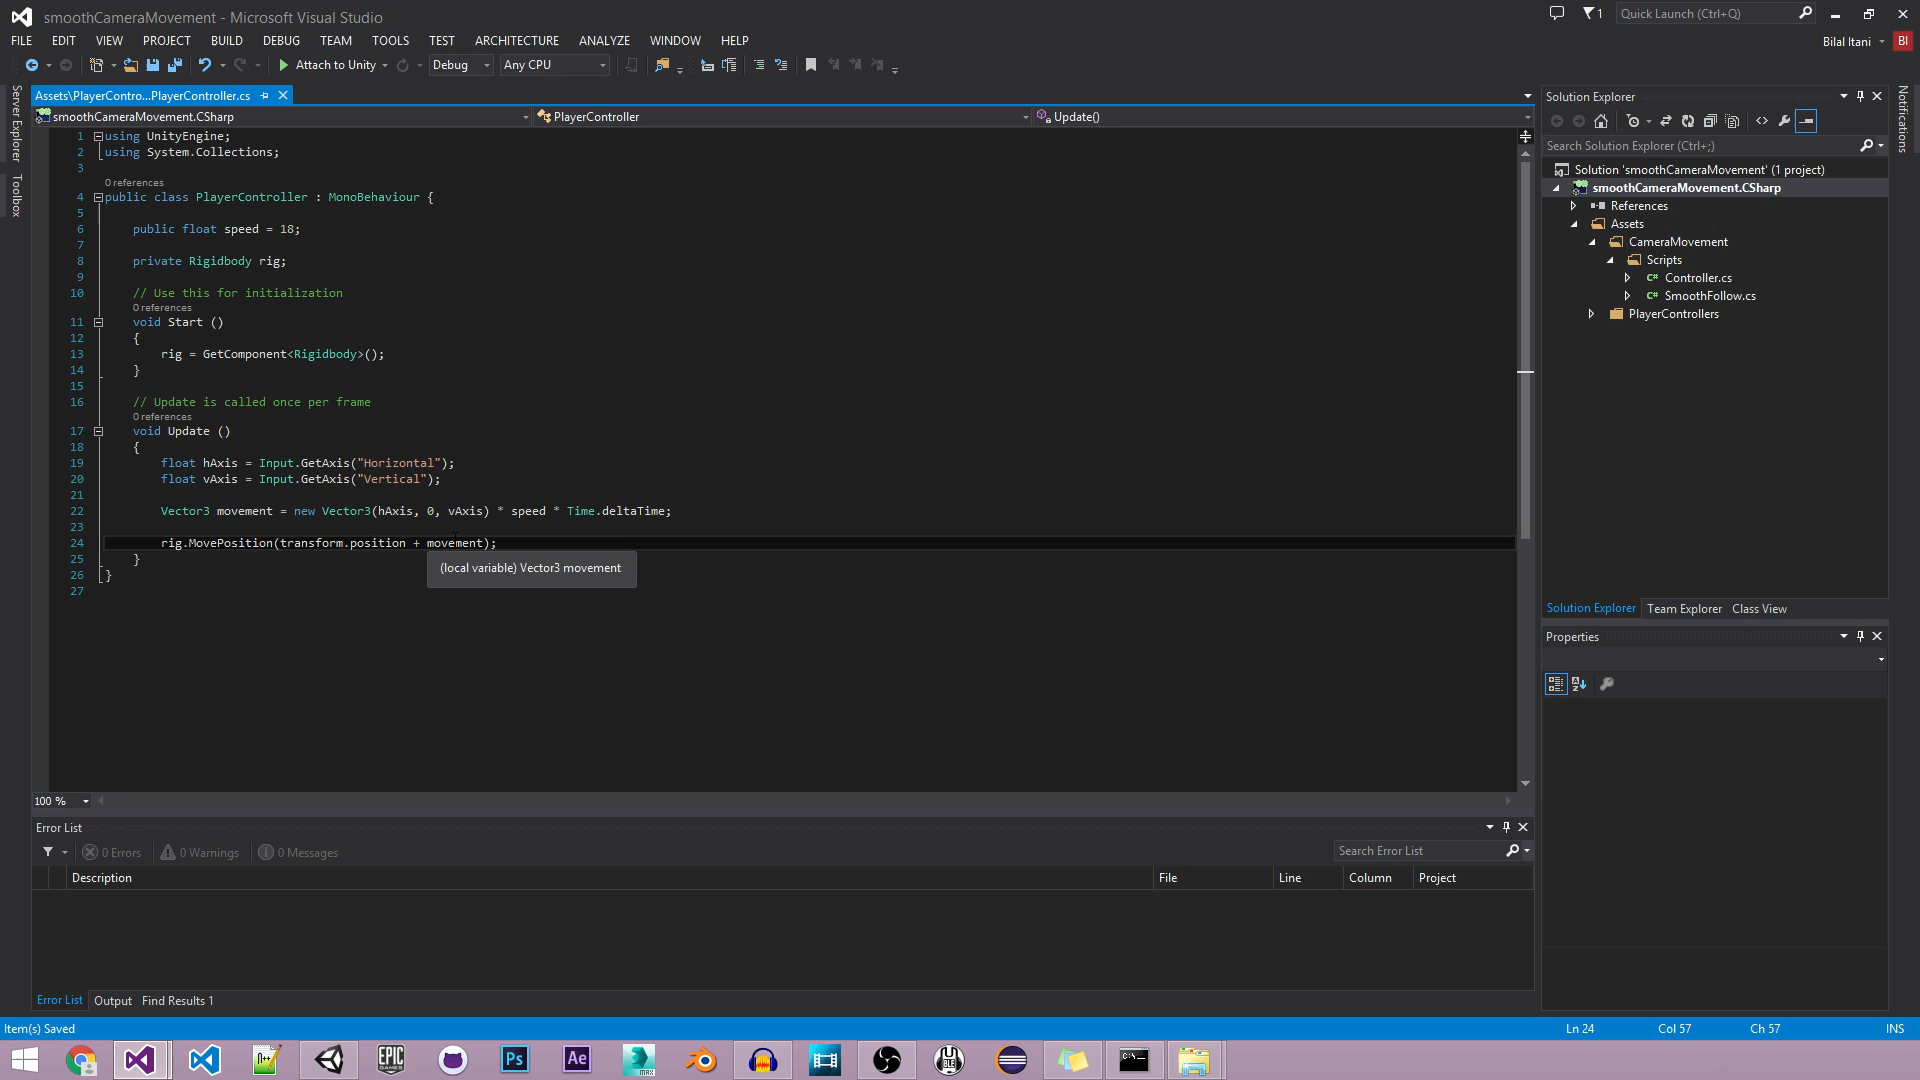 smoothCameraMovement - Microsoft Visual Studio
1
Quick Launch (Ctrl+Q)
FILE EDIT VIEW PROJECT BUILD DEBUG TEAM TOOLS TEST ARCHITECTURE ANALYZE WINDOW HELP
Bilal Itani BI
Attach to Unity Debug Any CPU
Server Explorer
Toolbox
Assets\PlayerContro...PlayerController.cs
smoothCameraMovement.CSharp PlayerController Update()
1 using UnityEngine;
2 using System.Collections;
3
0 references
4 public class PlayerController : MonoBehaviour {
5
6 public float speed = 18;
7
8 private Rigidbody rig;
9
10 // Use this for initialization
0 references
11 void Start ()
12 {
13 rig = GetComponent<Rigidbody>();
14 }
15
16 // Update is called once per frame
0 references
17 void Update ()
18 {
19 float hAxis = Input.GetAxis("Horizontal");
20 float vAxis = Input.GetAxis("Vertical");
21
22 Vector3 movement = new Vector3(hAxis, 0, vAxis) * speed * Time.deltaTime;
23
24 rig.MovePosition(transform.position + movement);
25 }
(local variable) Vector3 movement
26 }
27
100 %
Solution Explorer
Search Solution Explorer (Ctrl+;)
Solution 'smoothCameraMovement' (1 project)
smoothCameraMovement.CSharp
References
Assets
CameraMovement
Scripts
C# Controller.cs
C# SmoothFollow.cs
PlayerControllers
Solution Explorer Team Explorer Class View
Properties
Notifications
Error List
0 Errors 0 Warnings 0 Messages
Search Error List
Description File Line Column Project
Error List Output Find Results 1
Item(s) Saved Ln 24 Col 57 Ch 57 INS
EPIC
GAMES
Ps
Ae
MAX